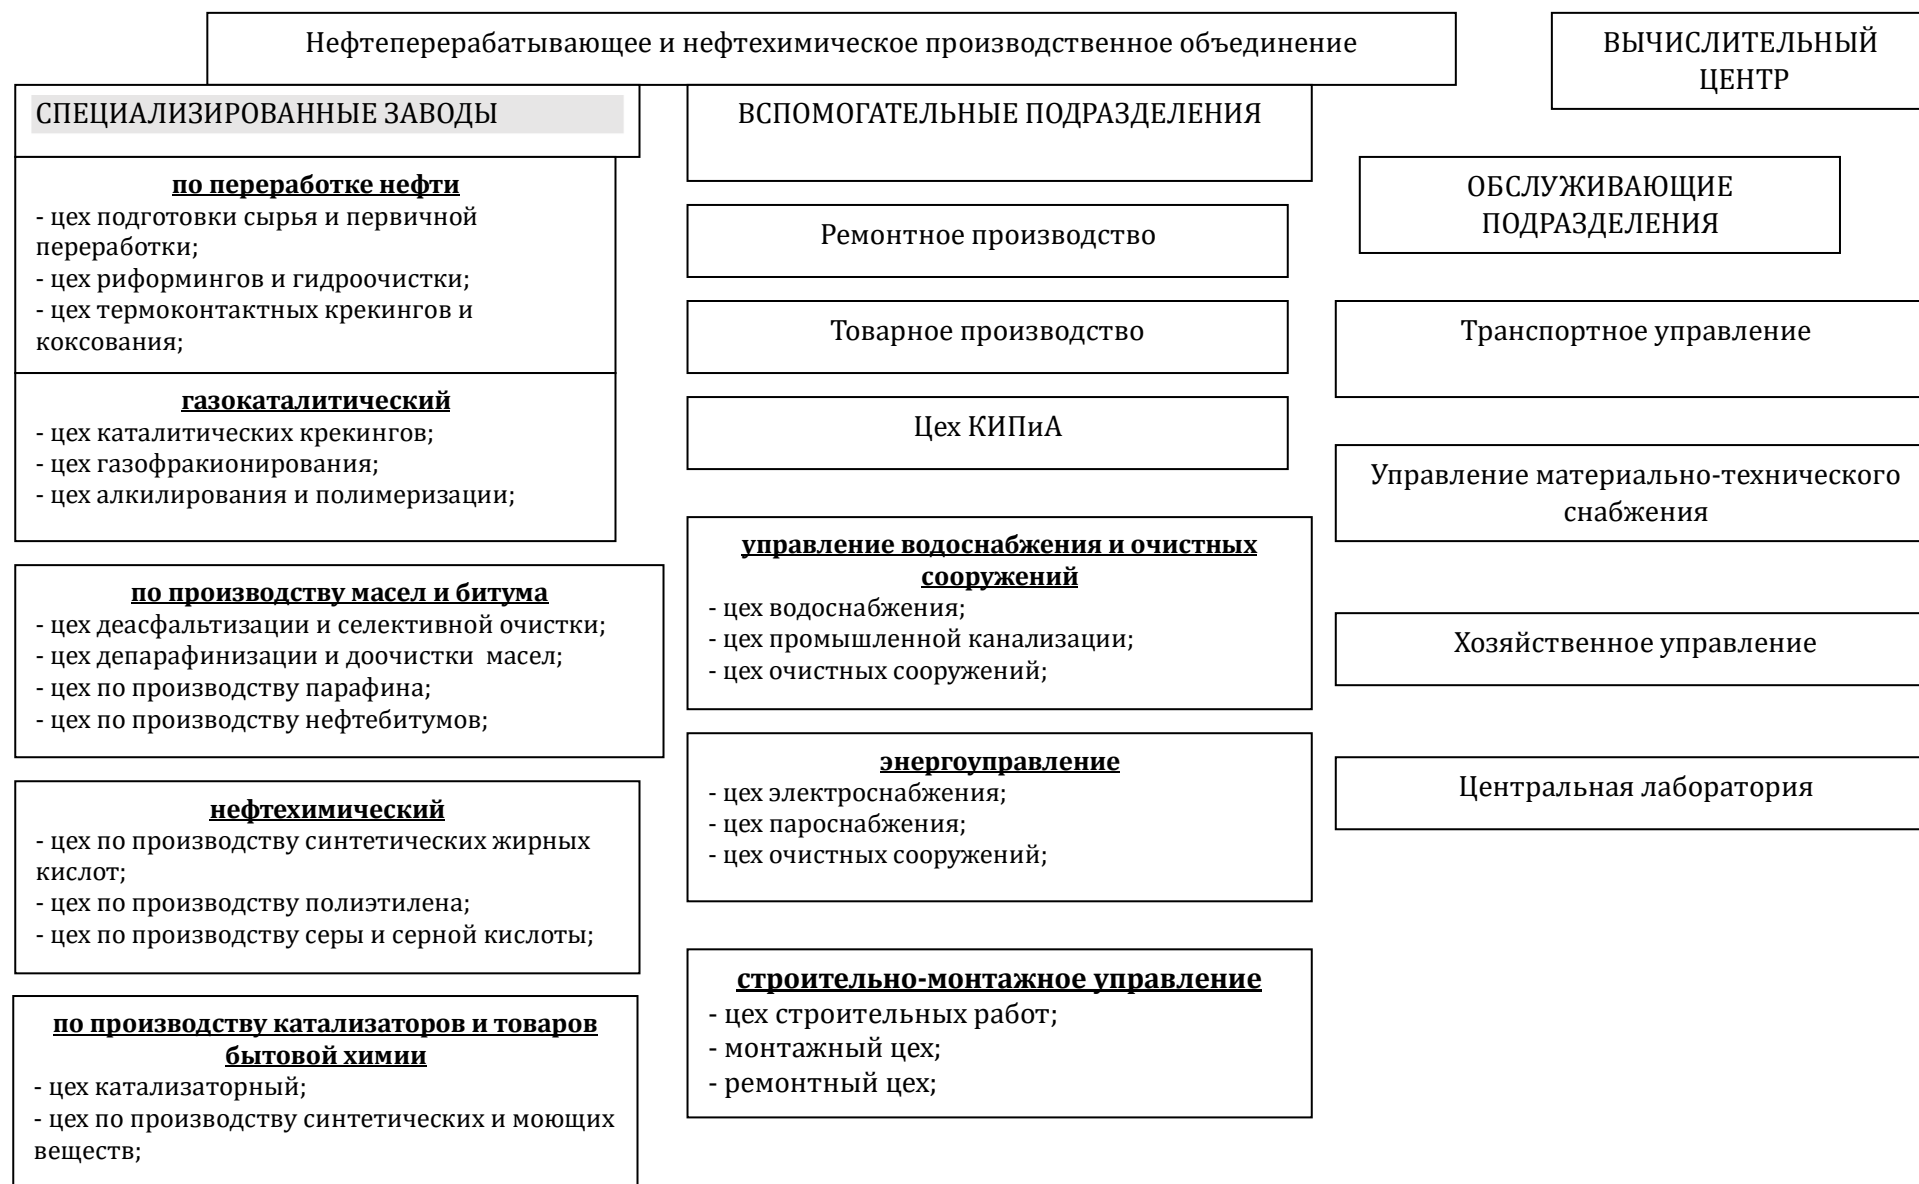 Нефтеперерабатывающее и нефтехимическое производственное объединение
ВЫЧИСЛИТЕЛЬНЫЙ
ЦЕНТР
СПЕЦИАЛИЗИРОВАННЫЕ ЗАВОДЫ
по переработке нефти
- цех подготовки сырья и первичной
переработки;
- цех риформингов и гидроочистки;
- цех термоконтактных крекингов и
коксования;
газокаталитический
- цех каталитических крекингов;
- цех газофракионирования;
- цех алкилирования и полимеризации;
по производству масел и битума
- цех деасфальтизации и селективной очистки;
- цех депарафинизации и доочистки  масел;
- цех по производству парафина;
- цех по производству нефтебитумов;
нефтехимический
- цех по производству синтетических жирных
кислот;
- цех по производству полиэтилена;
- цех по производству серы и серной кислоты;
по производству катализаторов и товаров
бытовой химии
- цех катализаторный;
- цех по производству синтетических и моющих
веществ;
ВСПОМОГАТЕЛЬНЫЕ ПОДРАЗДЕЛЕНИЯ
Ремонтное производство
Товарное производство
Цех КИПиА
управление водоснабжения и очистных
сооружений
- цех водоснабжения;
- цех промышленной канализации;
- цех очистных сооружений;
энергоуправление
- цех электроснабжения;
- цех пароснабжения;
- цех очистных сооружений;
строительно-монтажное управление
- цех строительных работ;
- монтажный цех;
- ремонтный цех;
ОБСЛУЖИВАЮЩИЕ
ПОДРАЗДЕЛЕНИЯ
Транспортное управление
Управление материально-технического
снабжения
Хозяйственное управление
Центральная лаборатория